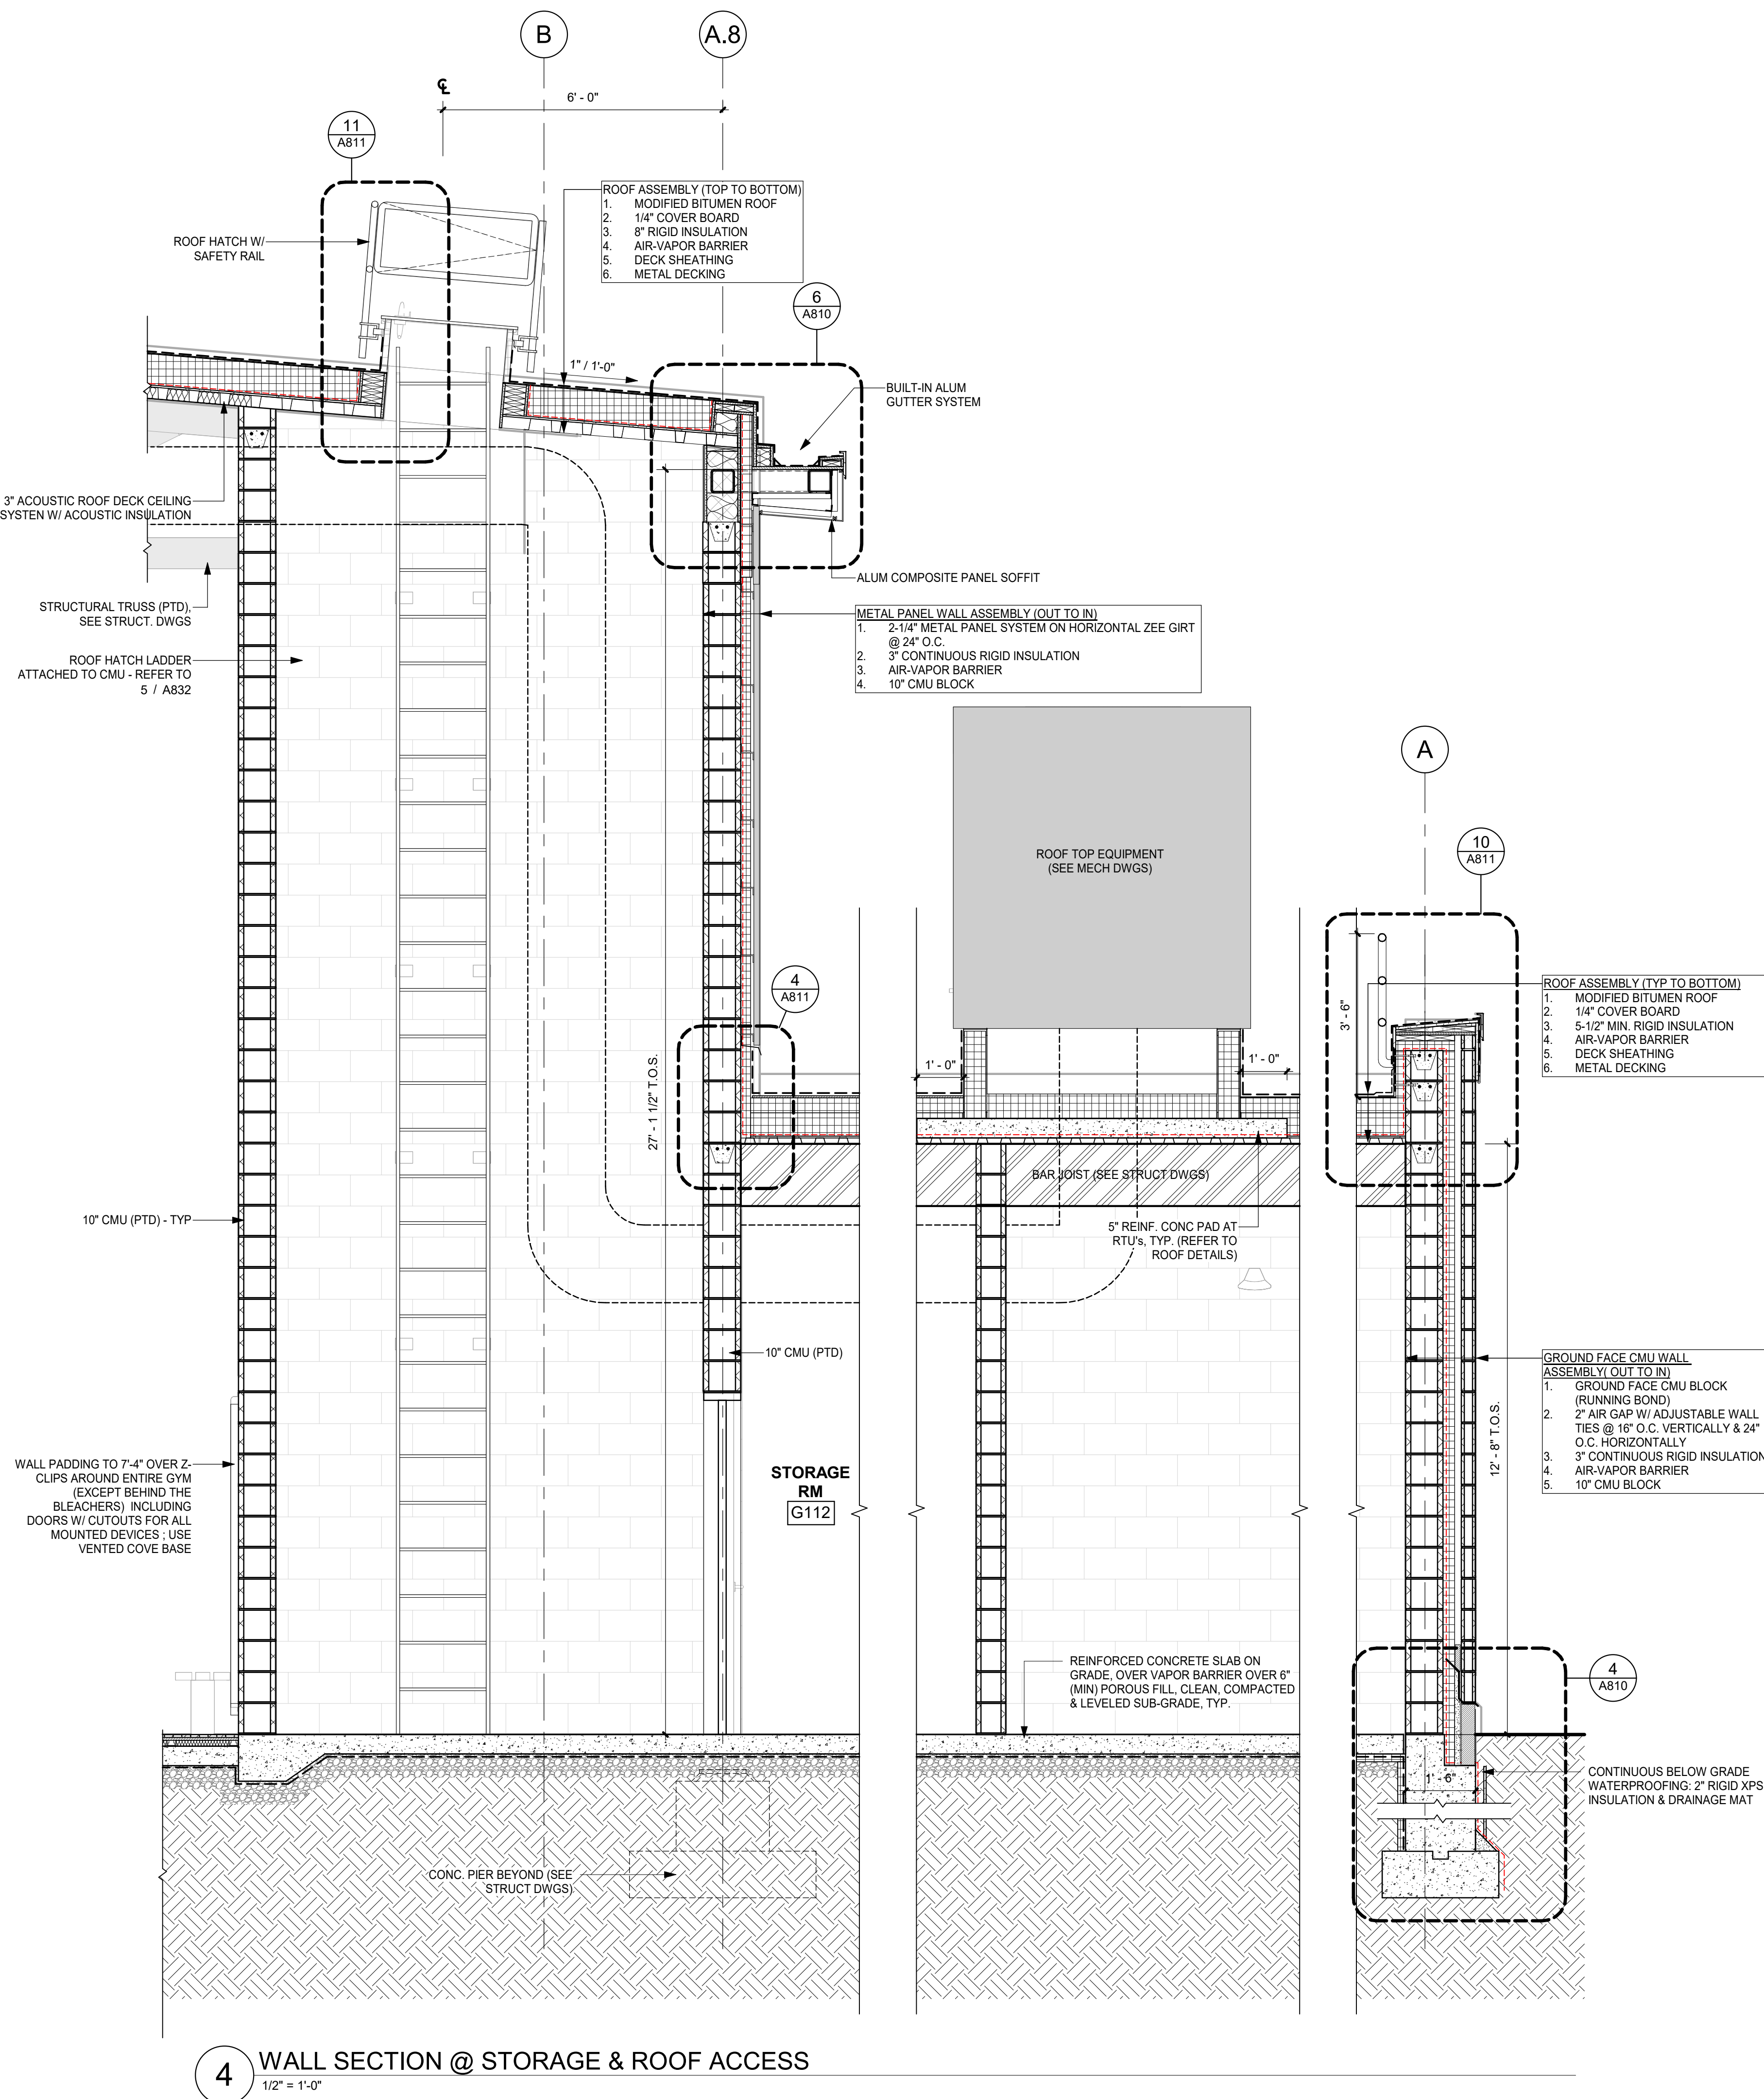 B
A.8
℄
6' - 0"
11
A811
ROOF HATCH W/
SAFETY RAIL
ROOF ASSEMBLY (TOP TO BOTTOM)
1. MODIFIED BITUMEN ROOF
2. 1/4" COVER BOARD
3. 8" RIGID INSULATION
4. AIR-VAPOR BARRIER
5. DECK SHEATHING
6. METAL DECKING
6
A810
1" / 1'-0"
BUILT-IN ALUM
GUTTER SYSTEM
3" ACOUSTIC ROOF DECK CEILING
SYSTEN W/ ACOUSTIC INSULATION
ALUM COMPOSITE PANEL SOFFIT
STRUCTURAL TRUSS (PTD),
SEE STRUCT. DWGS
METAL PANEL WALL ASSEMBLY (OUT TO IN)
1. 2-1/4" METAL PANEL SYSTEM ON HORIZONTAL ZEE GIRT
@ 24" O.C.
2. 3" CONTINUOUS RIGID INSULATION
3. AIR-VAPOR BARRIER
4. 10" CMU BLOCK
ROOF HATCH LADDER
ATTACHED TO CMU - REFER TO
5 / A832
A
ROOF TOP EQUIPMENT
(SEE MECH DWGS)
10
A811
4
A811
3' - 6"
ROOF ASSEMBLY (TYP TO BOTTOM)
1. MODIFIED BITUMEN ROOF
2. 1/4" COVER BOARD
3. 5-1/2" MIN. RIGID INSULATION
4. AIR-VAPOR BARRIER
5. DECK SHEATHING
6. METAL DECKING
27' - 1 1/2" T.O.S.
1' - 0"
1' - 0"
BAR JOIST (SEE STRUCT DWGS)
10" CMU (PTD) - TYP
5" REINF. CONC PAD AT
RTU's, TYP. (REFER TO
ROOF DETAILS)
10" CMU (PTD)
GROUND FACE CMU WALL
ASSEMBLY( OUT TO IN)
1. GROUND FACE CMU BLOCK
(RUNNING BOND)
2. 2" AIR GAP W/ ADJUSTABLE WALL
TIES @ 16" O.C. VERTICALLY & 24"
O.C. HORIZONTALLY
3. 3" CONTINUOUS RIGID INSULATION
4. AIR-VAPOR BARRIER
5. 10" CMU BLOCK
12' - 8" T.O.S.
WALL PADDING TO 7'-4" OVER Z-
CLIPS AROUND ENTIRE GYM
(EXCEPT BEHIND THE
BLEACHERS) INCLUDING
DOORS W/ CUTOUTS FOR ALL
MOUNTED DEVICES ; USE
VENTED COVE BASE
STORAGE
RM
G112
REINFORCED CONCRETE SLAB ON
GRADE, OVER VAPOR BARRIER OVER 6"
(MIN) POROUS FILL, CLEAN, COMPACTED
& LEVELED SUB-GRADE, TYP.
4
A810
1' - 6"
CONTINUOUS BELOW GRADE
WATERPROOFING: 2" RIGID XPS
INSULATION & DRAINAGE MAT
CONC. PIER BEYOND (SEE
STRUCT DWGS)
4
WALL SECTION @ STORAGE & ROOF ACCESS
1/2" = 1'-0"